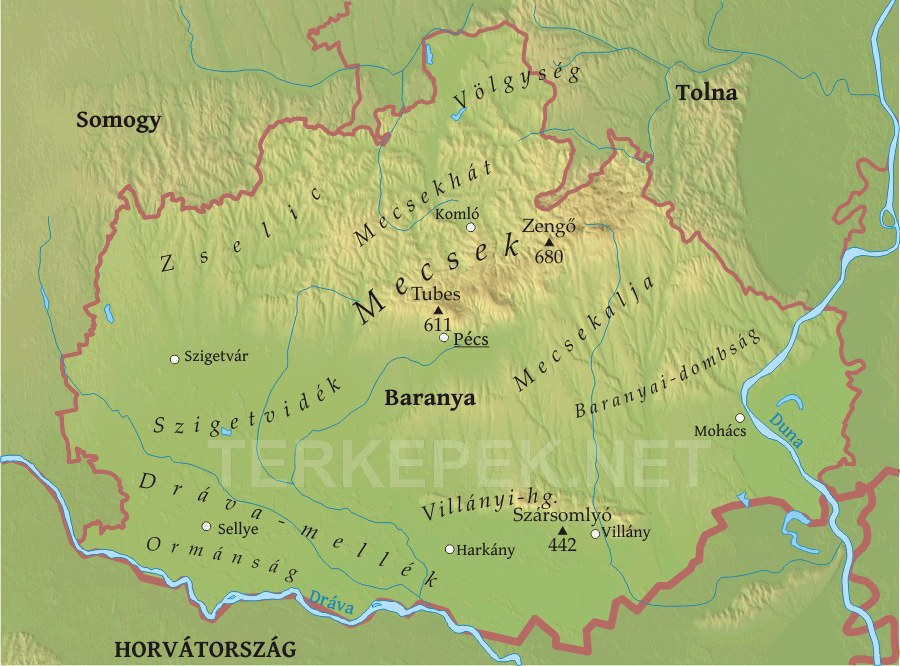 Völgység
Tolna
Somogy
Mecsekhát
Zselic
Komló
Zengő
680
Mecsek
Tubes
611
Pécs
Mecsekalja
Szigetvár
Baranya
Baranyai-dombság
Szigetvidék
Mohács
Duna
TERKEPEK.NET
Dráva-mellék
Villányi-hg.
Szársomlyó
442
Villány
Sellye
Harkány
Ormánság
Dráva
HORVÁTORSZÁG